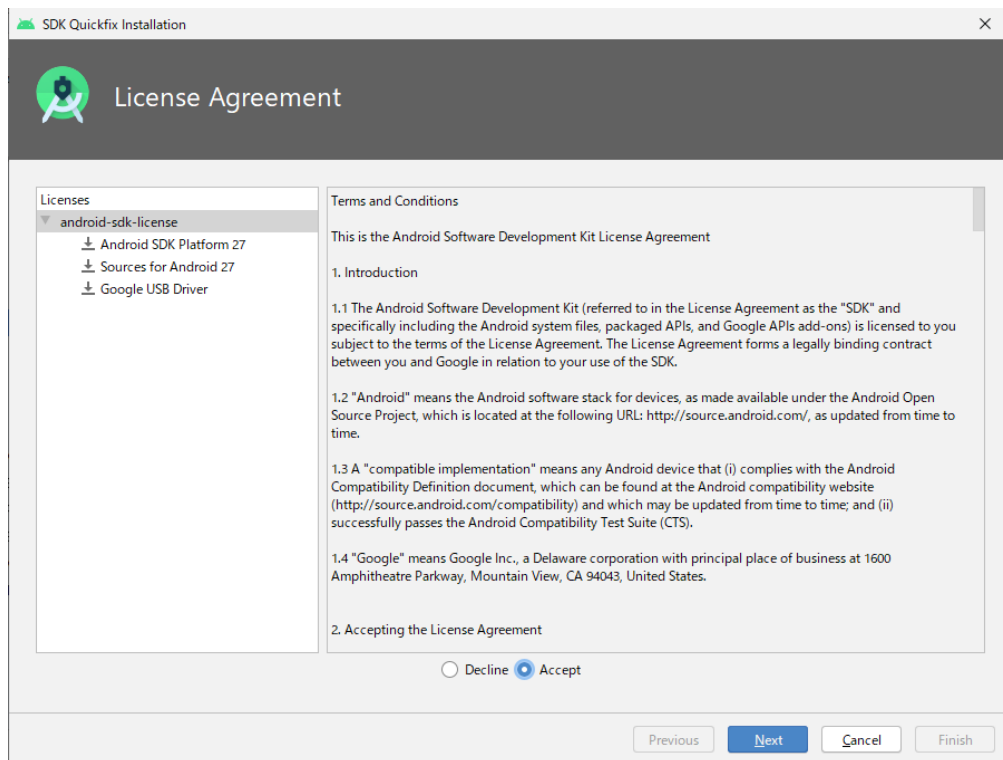 SDK Quickfix Installation
License Agreement
Licenses
android-sdk-license
Android SDK Platform 27
Sources for Android 27
Google USB Driver
Terms and Conditions
This is the Android Software Development Kit License Agreement
1. Introduction
1.1 The Android Software Development Kit (referred to in the License Agreement as the "SDK" and
specifically including the Android system files, packaged APIs, and Google APIs add-ons) is licensed to you
subject to the terms of the License Agreement. The License Agreement forms a legally binding contract
between you and Google in relation to your use of the SDK.
1.2 "Android" means the Android software stack for devices, as made available under the Android Open
Source Project, which is located at the following URL: http://source.android.com/, as updated from time to
time.
1.3 A "compatible implementation" means any Android device that (i) complies with the Android
Compatibility Definition document, which can be found at the Android compatibility website
(http://source.android.com/compatibility) and which may be updated from time to time; and (ii)
successfully passes the Android Compatibility Test Suite (CTS).
1.4 "Google" means Google Inc., a Delaware corporation with principal place of business at 1600
Amphitheatre Parkway, Mountain View, CA 94043, United States.
2. Accepting the License Agreement
Decline Accept
Previous Next Cancel Finish